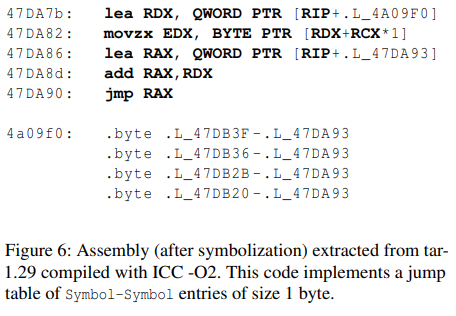 47DA7b: lea RDX, QWORD PTR [RIP+.L_4A09F0]
47DA82: movzx EDX, BYTE PTR [RDX+RCX*1]
47DA86: lea RAX, QWORD PTR [RIP+.L_47DA93]
47DA8d: add RAX,RDX
47DA90: jmp RAX
4a09f0: .byte .L_47DB3F-.L_47DA93
.byte .L_47DB36-.L_47DA93
.byte .L_47DB2B-.L_47DA93
.byte .L_47DB20-.L_47DA93
Figure 6: Assembly (after symbolization) extracted from tar-
1.29 compiled with ICC -O2. This code implements a jump
table of Symbol-Symbol entries of size 1 byte.